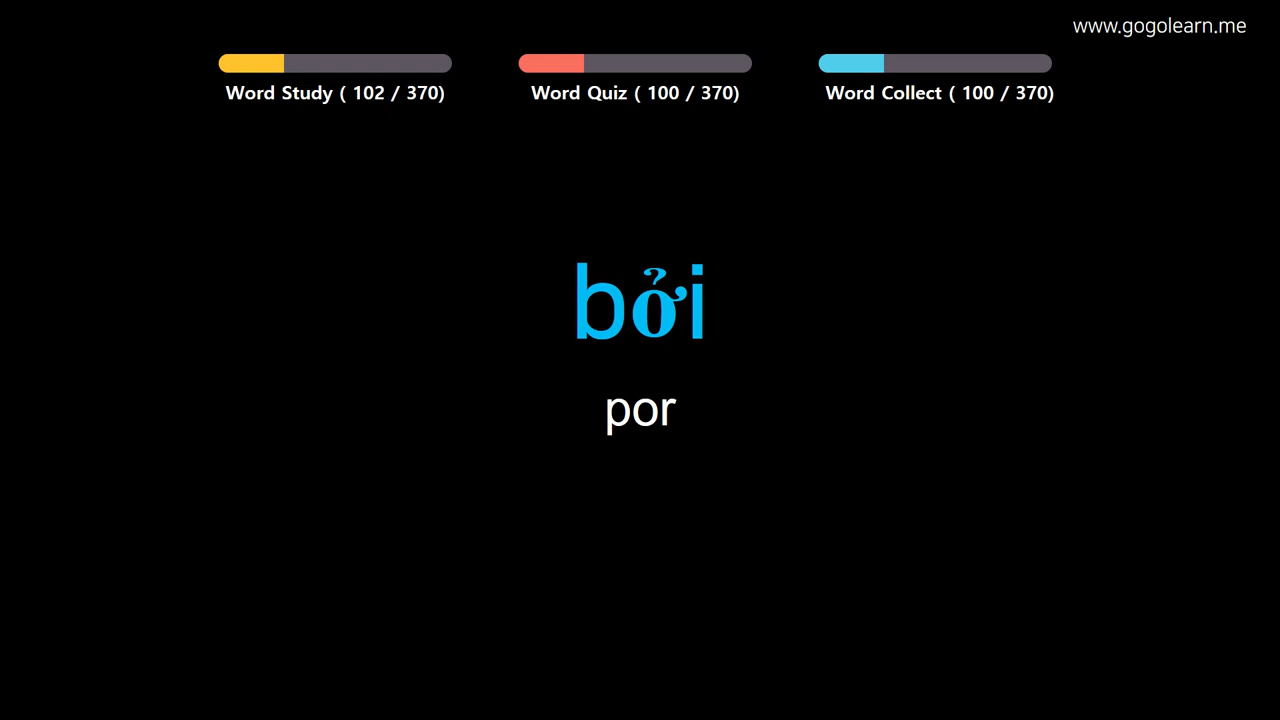 www.gogolearn.me
Word Study ( 102 / 370)
Word Quiz ( 100 / 370)
Word Collect ( 100 / 370)
bởi
por